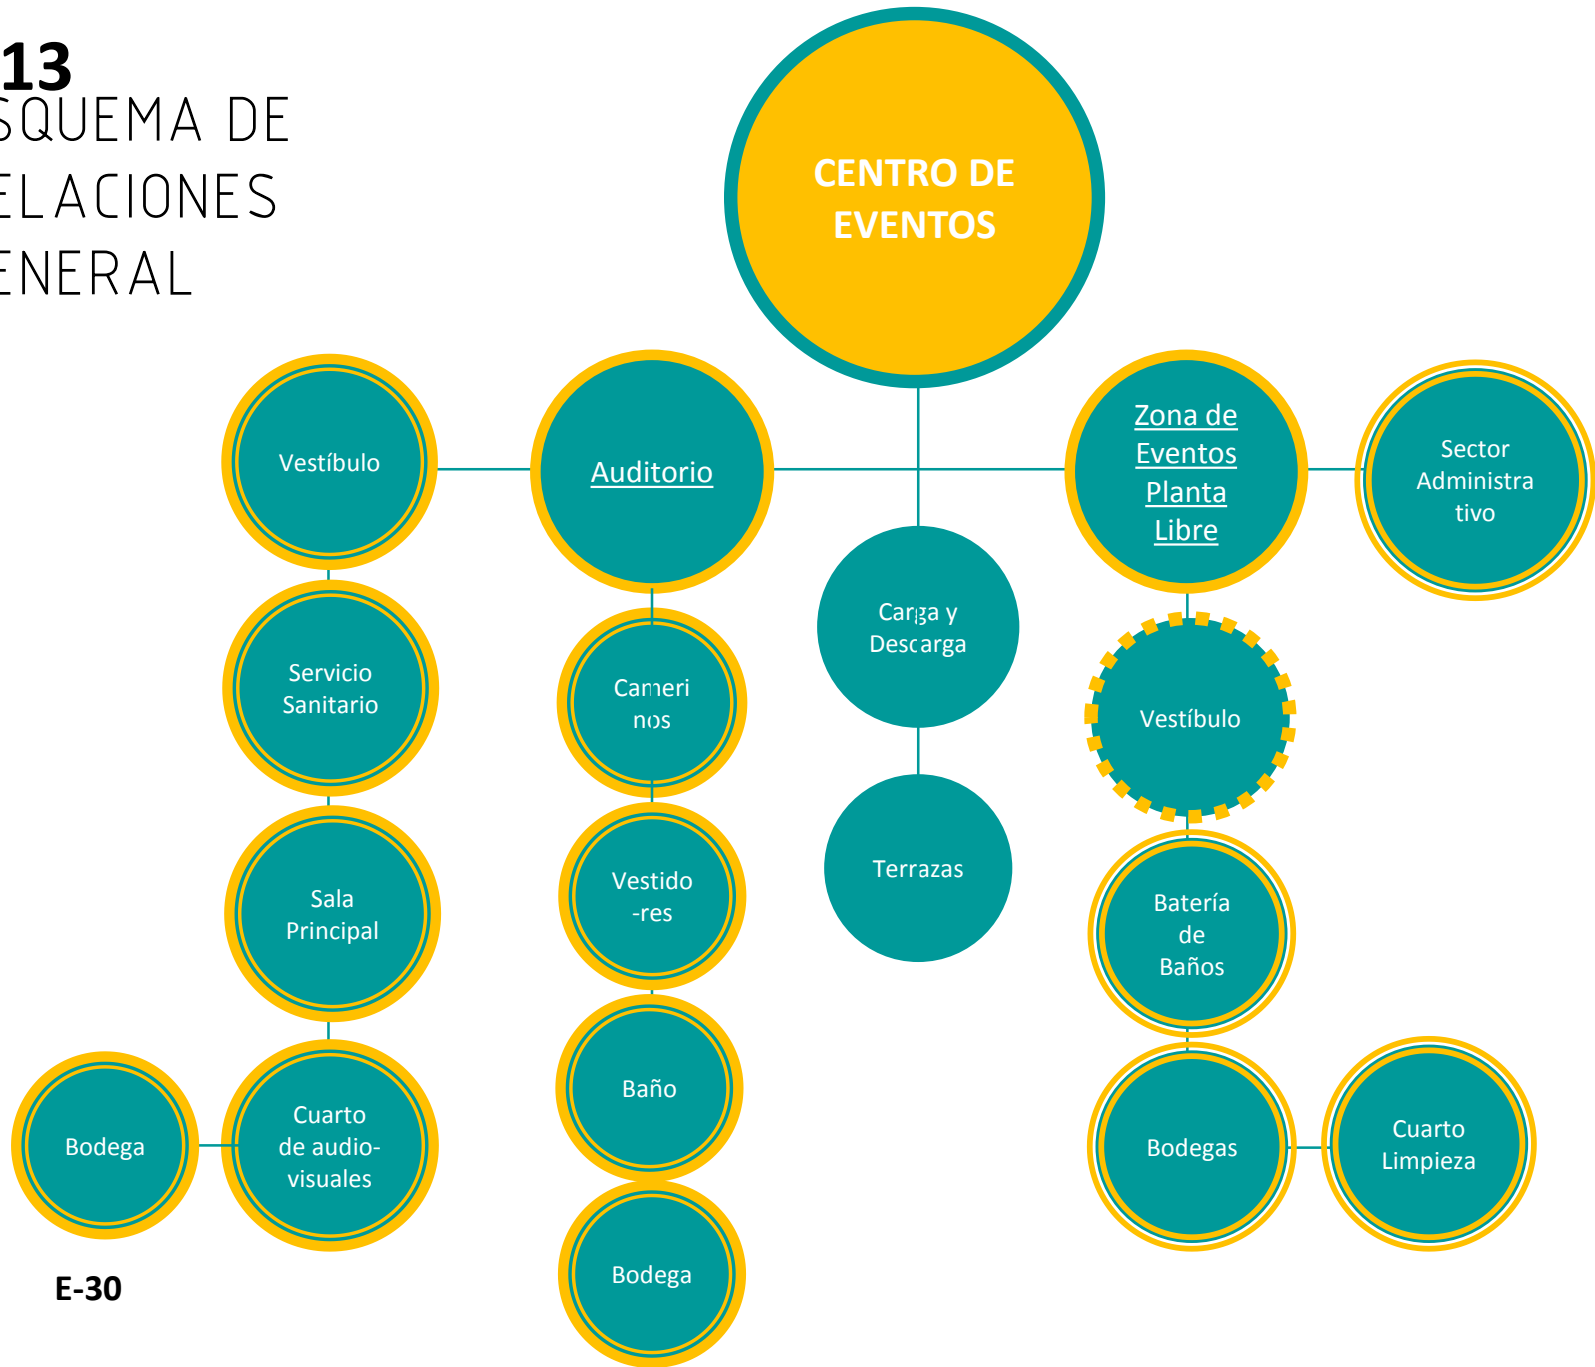 13
SQUEMA DE
ELACIONES
ENERAL
CENTRO DE
EVENTOS
Vestíbulo
Auditorio
Zona de
Eventos
Planta
Libre
Sector
Administra
tivo
Servicio
Sanitario
Cameri
nos
Carga y
Descarga
Vestíbulo
Sala
Principal
Vestido
-res
Terrazas
Batería
de
Baños
Bodega
Cuarto
de audio-
visuales
Baño
Bodegas
Cuarto
Limpieza
Bodega
E-30